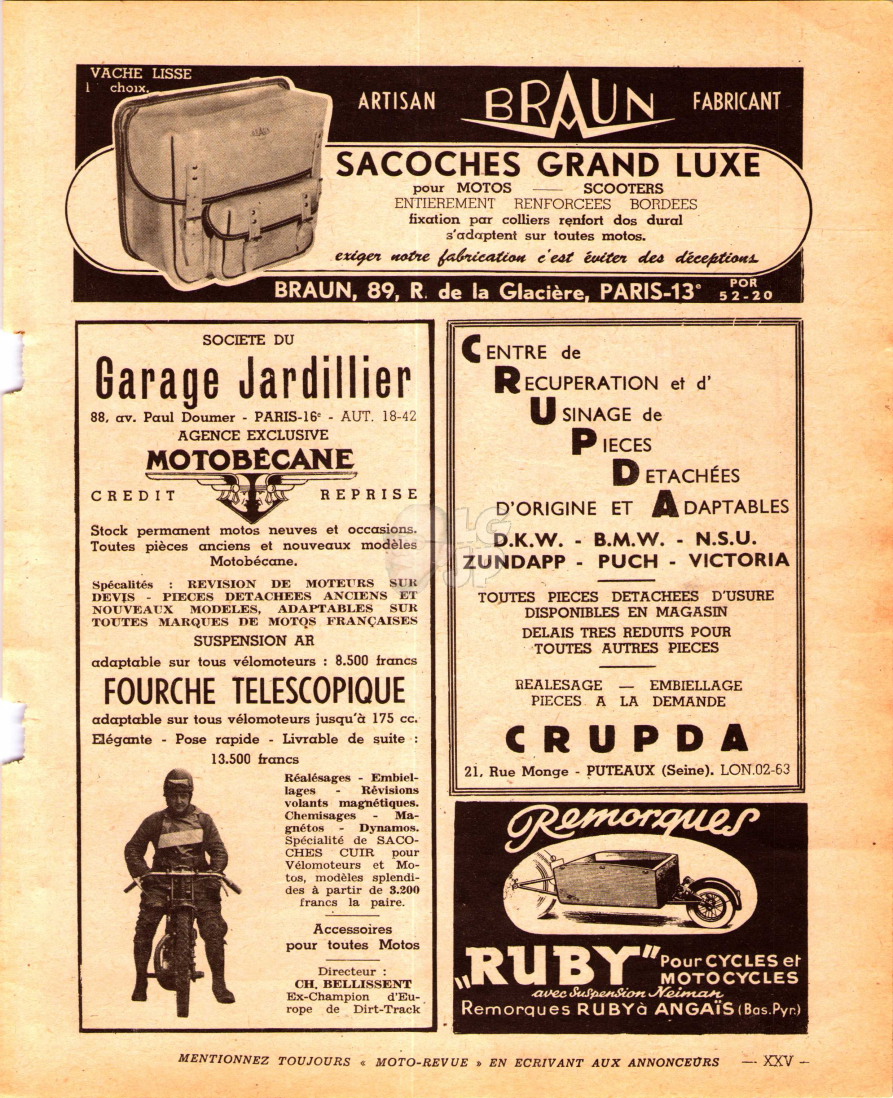 VACHE LISSE
1 choix.
ARTISAN BRAUN FABRICANT
SACOCHES GRAND LUXE
pour MOTOS — SCOOTERS
ENTIEREMENT RENFORCEES BORDEES
fixation par colliers renfort dos dural
s'adaptent sur toutes motos.
exiger notre fabrication c'est éviter des déceptions
BRAUN, 89, R. de la Glacière, PARIS-13e POR 52-20
SOCIETE DU
Garage Jardillier
88, av. Paul Doumer - PARIS-16e - AUT. 18-42
AGENCE EXCLUSIVE
MOTOBÉCANE
CREDIT REPRISE
Stock permanent motos neuves et occasions.
Toutes pièces anciens et nouveaux modèles
Motobécane.
Spécalités : REVISION DE MOTEURS SUR
DEVIS - PIECES DETACHEES ANCIENS ET
NOUVEAUX MODELES, ADAPTABLES SUR
TOUTES MARQUES DE MOTOS FRANÇAISES
SUSPENSION AR
adaptable sur tous vélomoteurs : 8.500 francs
FOURCHE TELESCOPIQUE
adaptable sur tous vélomoteurs jusqu'à 175 cc.
Elégante - Pose rapide - Livrable de suite :
13.500 francs
Réalésages - Embiel-
lages - Révisions
volants magnétiques.
Chemisages - Ma-
gnétos - Dynamos.
Spécialité de SACO-
CHES CUIR pour
Vélomoteurs et Mo-
tos, modèles splendi-
des à partir de 3.200
francs la paire.
Accessoires
pour toutes Motos
Directeur :
CH. BELLISSENT
Ex-Champion d'Eu-
rope de Dirt-Track
CENTRE de
RECUPERATION et d'
USINAGE de
PIECES
DETACHÉES
D'ORIGINE ET ADAPTABLES
D.K.W. - B.M.W. - N.S.U.
ZUNDAPP - PUCH - VICTORIA
TOUTES PIECES DETACHEES D'USURE
DISPONIBLES EN MAGASIN
DELAIS TRES REDUITS POUR
TOUTES AUTRES PIECES
REALESAGE — EMBIELLAGE
PIECES A LA DEMANDE
CRUPDA
21, Rue Monge - PUTEAUX (Seine). LON.02-63
Remorques
„RUBY" Pour CYCLES et
MOTOCYCLES
avec suspension Neiman
Remorques RUBY à ANGAÏS (Bas.Pyr.)
MENTIONNEZ TOUJOURS « MOTO-REVUE » EN ECRIVANT AUX ANNONCEURS — XXV —